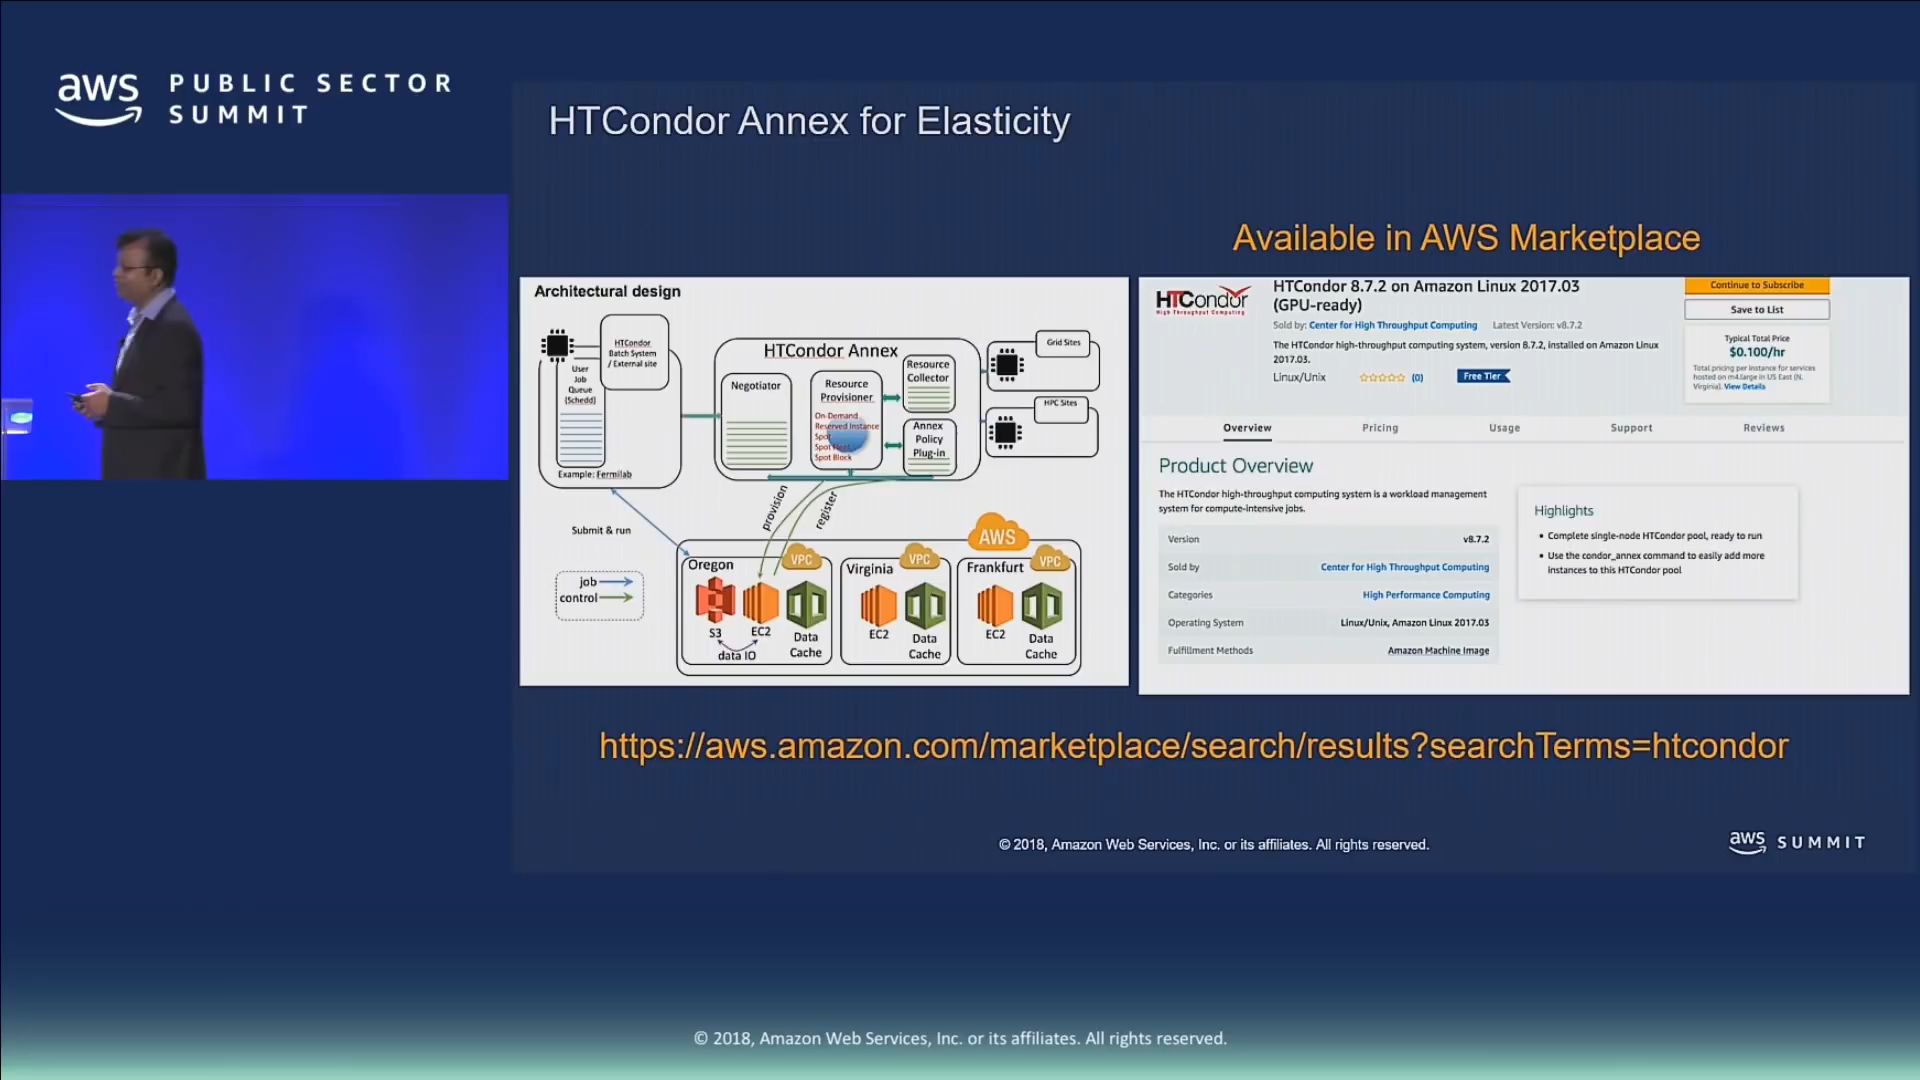 aws PUBLIC SECTOR
SUMMIT
HTCondor Annex for Elasticity
Available in AWS Marketplace
Architectural design
HTCondor
Batch System
/ External site
User
Job
Queue
(Schedd)
Example: Fermilab
HTCondor Annex
Negotiator
Resource
Provisioner
On-Demand
Reserved Instance
Spot
Spot Fleet
Spot Block
Resource
Collector
Annex
Policy
Plug-in
Grid Sites
HPC Sites
provision
register
Submit & run
job
control
AWS
Oregon
VPC
S3
EC2
Data
Cache
data IO
Virginia
VPC
EC2
Data
Cache
Frankfurt
VPC
EC2
Data
Cache
HTCondor
High Throughput Computing
HTCondor 8.7.2 on Amazon Linux 2017.03
(GPU-ready)
Sold by: Center for High Throughput Computing Latest Version: v8.7.2
The HTCondor high-throughput computing system, version 8.7.2, installed on Amazon Linux
2017.03.
Linux/Unix (0) Free Tier
Continue to Subscribe
Save to List
Typical Total Price
$0.100/hr
Total pricing per instance for services
hosted on m4.large in US East (N.
Virginia). View Details
Overview Pricing Usage Support Reviews
Product Overview
The HTCondor high-throughput computing system is a workload management
system for compute-intensive jobs.
Version v8.7.2
Sold by Center for High Throughput Computing
Categories High Performance Computing
Operating System Linux/Unix, Amazon Linux 2017.03
Fulfillment Methods Amazon Machine Image
Highlights
• Complete single-node HTCondor pool, ready to run
• Use the condor_annex command to easily add more
instances to this HTCondor pool
https://aws.amazon.com/marketplace/search/results?searchTerms=htcondor
© 2018, Amazon Web Services, Inc. or its affiliates. All rights reserved.
aws SUMMIT
© 2018, Amazon Web Services, Inc. or its affiliates. All rights reserved.